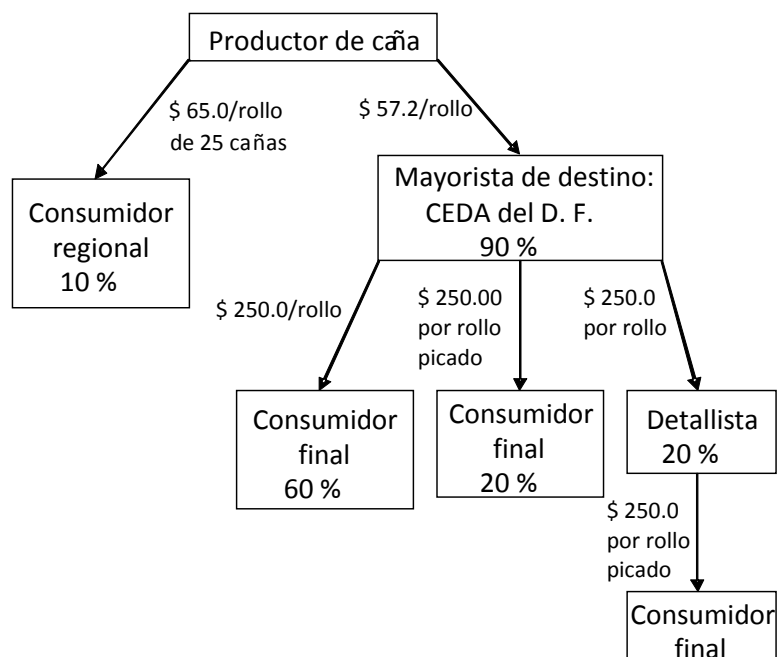 Productor de caña
$ 65.0/rollo
de 25 cañas
$ 57.2/rollo
Consumidor
regional
10 %
Mayorista de destino:
CEDA del D. F.
90 %
$ 250.0/rollo
$ 250.00
por rollo
picado
$ 250.0
por rollo
Consumidor
final
60 %
Consumidor
final
20 %
Detallista
20 %
$ 250.0
por rollo
picado
Consumidor
final